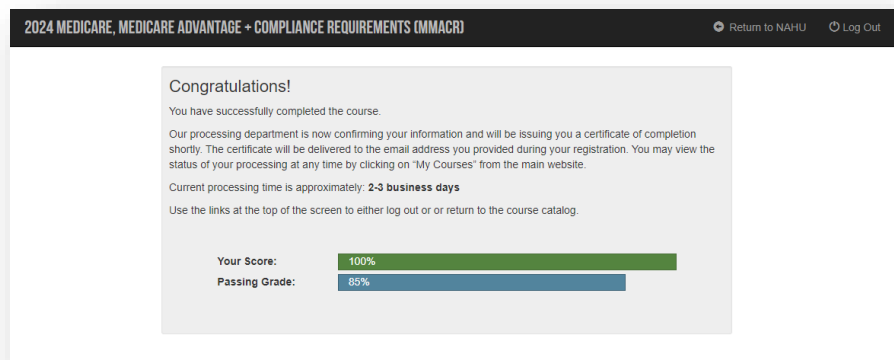 2024 MEDICARE, MEDICARE ADVANTAGE + COMPLIANCE REQUIREMENTS (MMACR)
Return to NAHU
Log Out
Congratulations!
You have successfully completed the course.
Our processing department is now confirming your information and will be issuing you a certificate of completion
shortly. The certificate will be delivered to the email address you provided during your registration. You may view the
status of your processing at any time by clicking on “My Courses” from the main website.
Current processing time is approximately: 2-3 business days
Use the links at the top of the screen to either log out or or return to the course catalog.
Your Score: 100%
Passing Grade: 85%